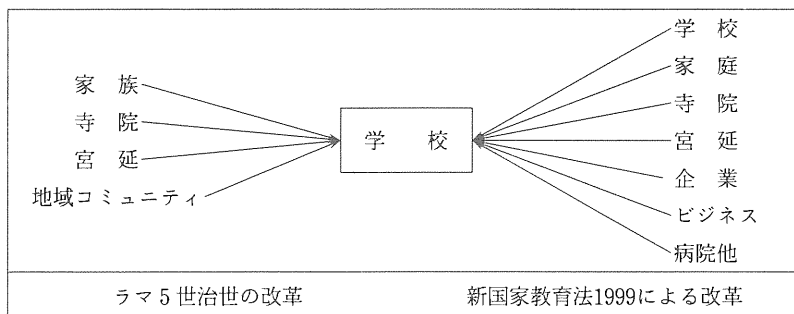 家族
寺院
宮延
地域コミュニティ
学校
学校
家庭
寺院
宮延
企業
ビジネス
病院他
ラマ5世治世の改革
新国家教育法1999による改革